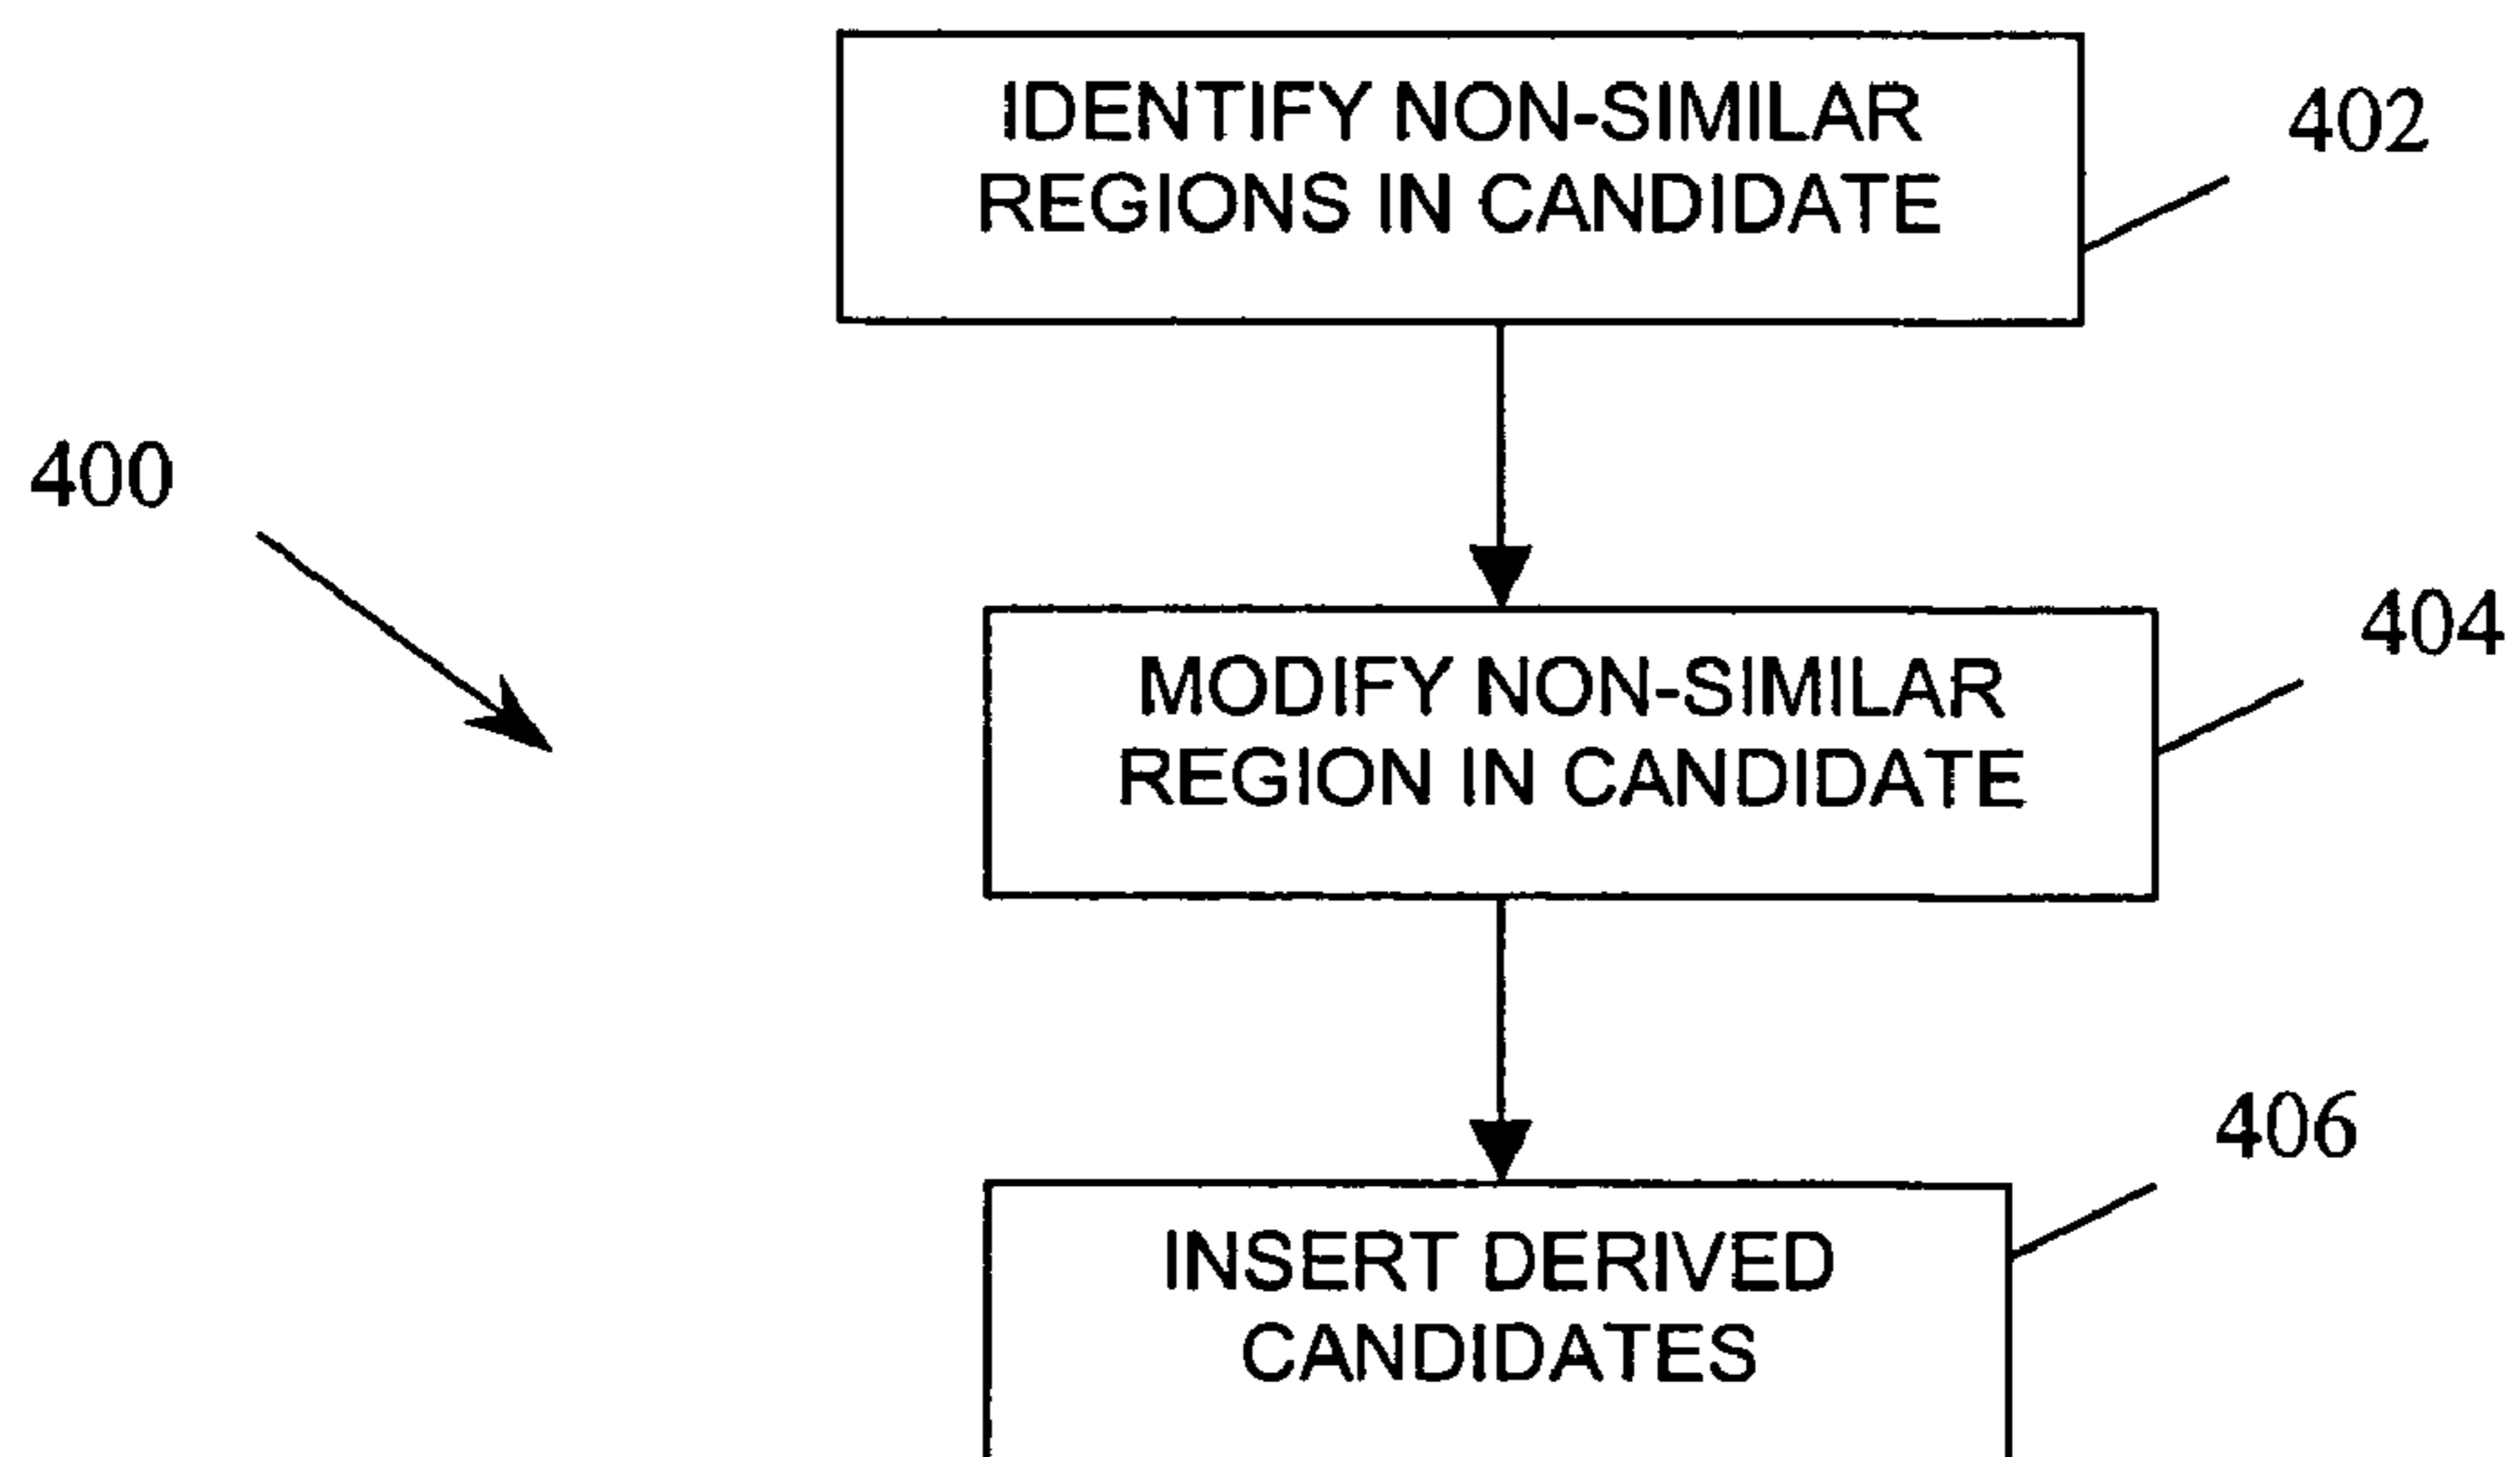 IDENTIFY NON-SIMILAR
REGIONS IN CANDIDATE
402
400
MODIFY NON-SIMILAR
REGION IN CANDIDATE
404
INSERT DERIVED
CANDIDATES
406